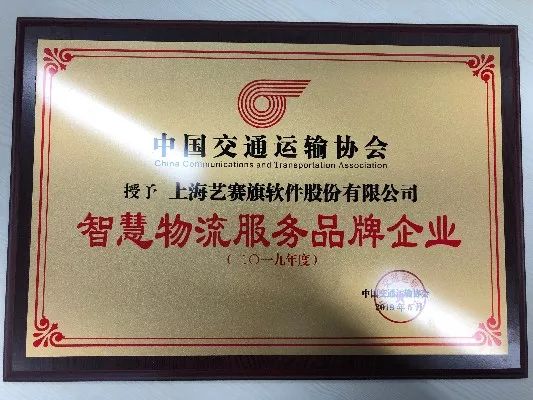 中国交通运输协会
China Communications and Transportation Association
授予 上海艺赛旗软件股份有限公司
智慧物流服务品牌企业
(二〇一九年度)
中国交通运输协会